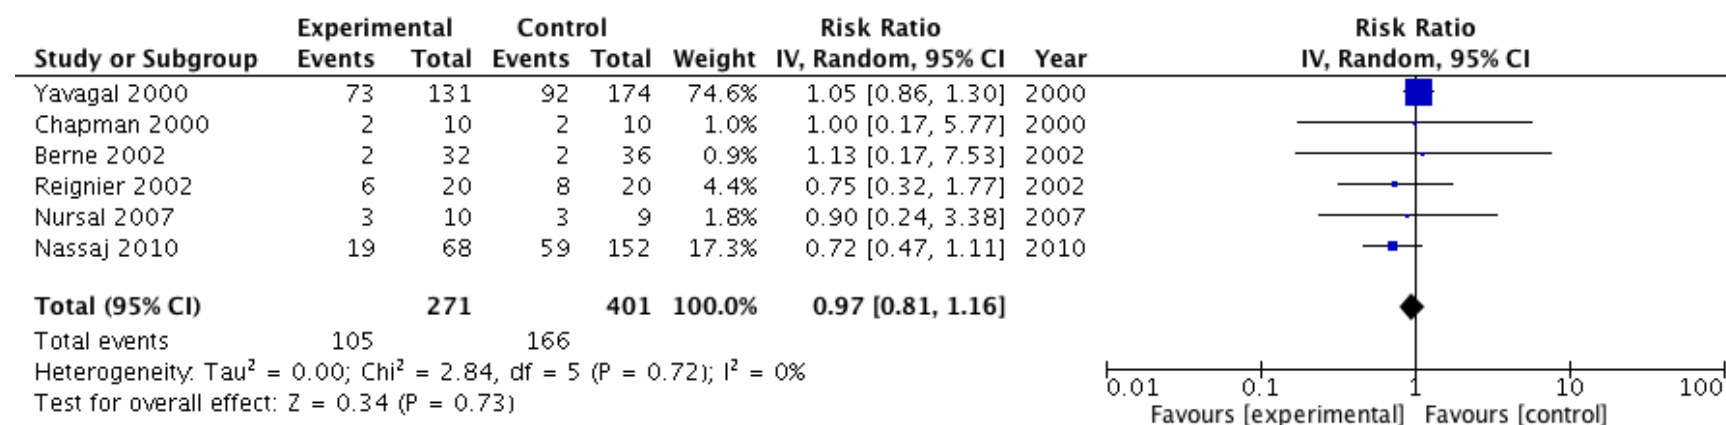 Experimental Control Risk Ratio Risk Ratio
Study or Subgroup Events Total Events Total Weight IV, Random, 95% CI Year IV, Random, 95% CI
Yavagal 2000 73 131 92 174 74.6% 1.05 [0.86, 1.30] 2000
Chapman 2000 2 10 2 10 1.0% 1.00 [0.17, 5.77] 2000
Berne 2002 2 32 2 36 0.9% 1.13 [0.17, 7.53] 2002
Reignier 2002 6 20 8 20 4.4% 0.75 [0.32, 1.77] 2002
Nursal 2007 3 10 3 9 1.8% 0.90 [0.24, 3.38] 2007
Nassaj 2010 19 68 59 152 17.3% 0.72 [0.47, 1.11] 2010
Total (95% CI) 271 401 100.0% 0.97 [0.81, 1.16]
Total events 105 166
Heterogeneity: Tau² = 0.00; Chi² = 2.84, df = 5 (P = 0.72); I² = 0%
Test for overall effect: Z = 0.34 (P = 0.73)
0.01 0.1 1 10 100
Favours [experimental] Favours [control]